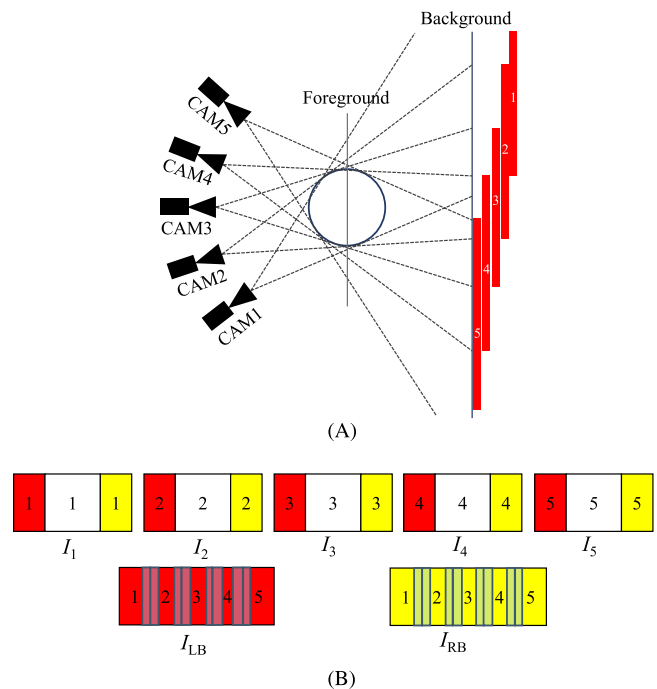 Background
Foreground
CAM5
CAM4
CAM3
CAM2
CAM1
1
2
3
4
5
(A)
1 1 1 2 2 2 3 3 3 4 4 4 5 5 5
I1 I2 I3 I4 I5
1 2 3 4 5 1 2 3 4 5
ILB IRB
(B)